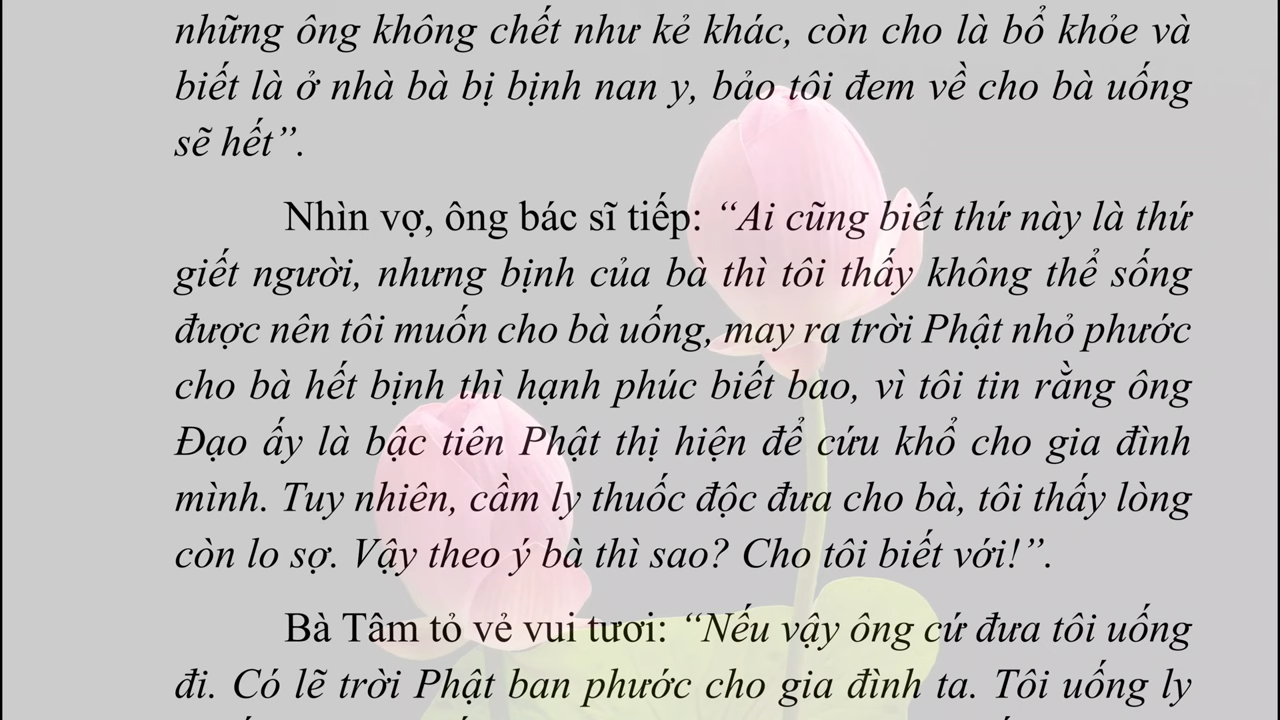 những ông không chết như kẻ khác, còn cho là bổ khỏe và
biết là ở nhà bà bị bịnh nan y, bảo tôi đem về cho bà uống
sẽ hết”.
Nhìn vợ, ông bác sĩ tiếp: “Ai cũng biết thứ này là thứ
giết người, nhưng bịnh của bà thì tôi thấy không thể sống
được nên tôi muốn cho bà uống, may ra trời Phật nhỏ phước
cho bà hết bịnh thì hạnh phúc biết bao, vì tôi tin rằng ông
Đạo ấy là bậc tiên Phật thị hiện để cứu khổ cho gia đình
mình. Tuy nhiên, cầm ly thuốc độc đưa cho bà, tôi thấy lòng
còn lo sợ. Vậy theo ý bà thì sao? Cho tôi biết với!”.
Bà Tâm tỏ vẻ vui tươi: “Nếu vậy ông cứ đưa tôi uống
đi. Có lẽ trời Phật ban phước cho gia đình ta. Tôi uống ly